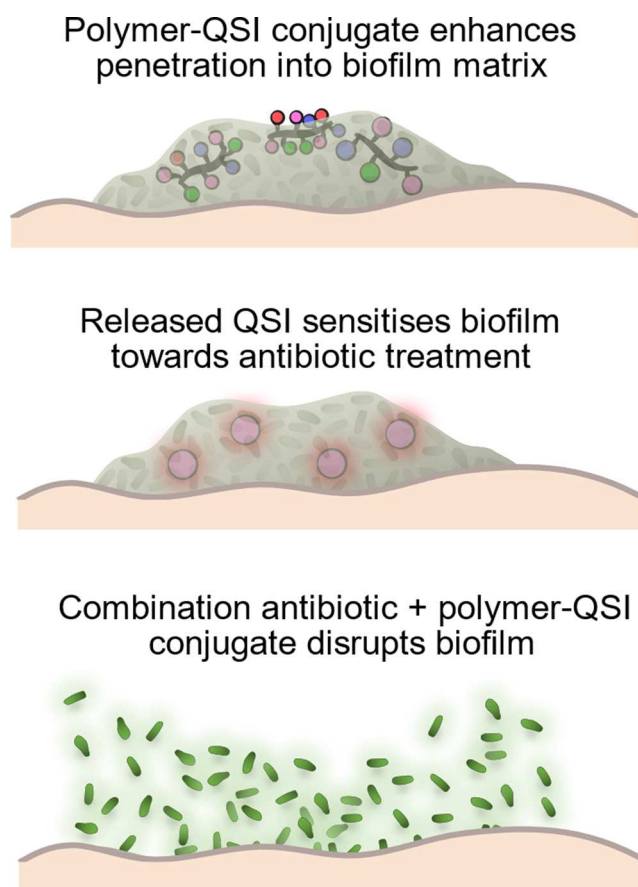 Polymer-QSI conjugate enhances
penetration into biofilm matrix
Released QSI sensitises biofilm
towards antibiotic treatment
Combination antibiotic + polymer-QSI
conjugate disrupts biofilm